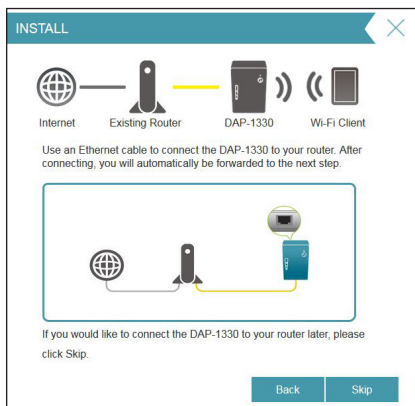 INSTALL
Internet Existing Router DAP-1330 Wi-Fi Client
Use an Ethernet cable to connect the DAP-1330 to your router. After
connecting, you will automatically be forwarded to the next step.
If you would like to connect the DAP-1330 to your router later, please
click Skip.
Back Skip